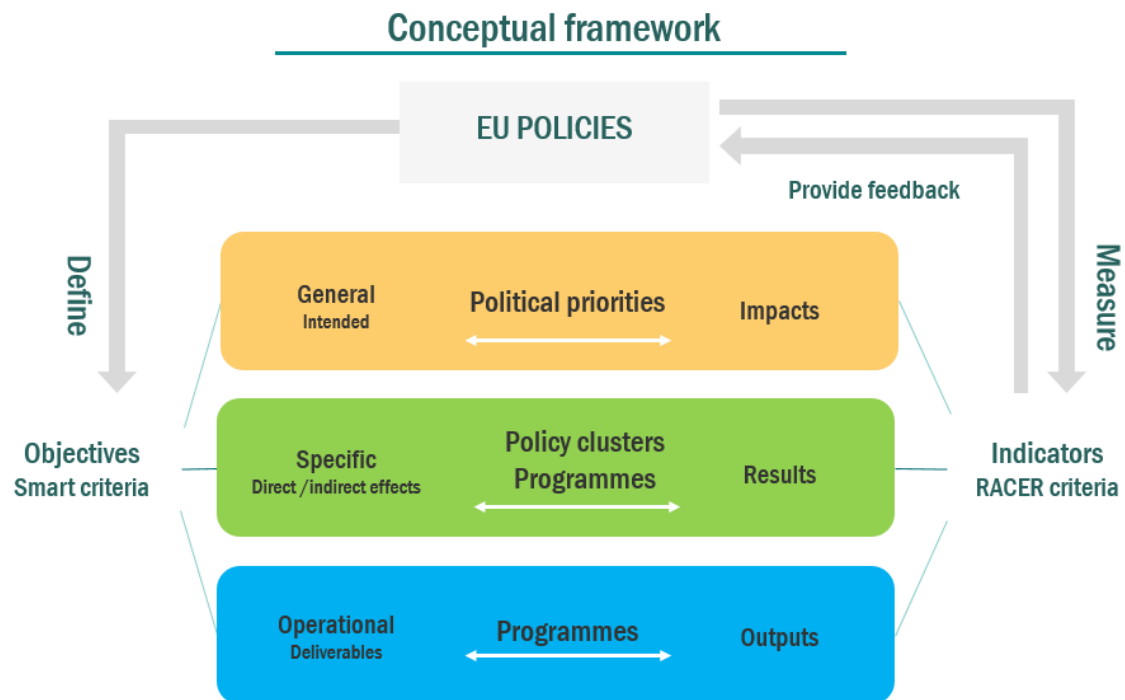 Conceptual framework
EU POLICIES
Provide feedback
Define
Measure
General
Intended
Political priorities
Impacts
Objectives
Smart criteria
Specific
Direct /indirect effects
Policy clusters
Programmes
Results
Indicators
RACER criteria
Operational
Deliverables
Programmes
Outputs